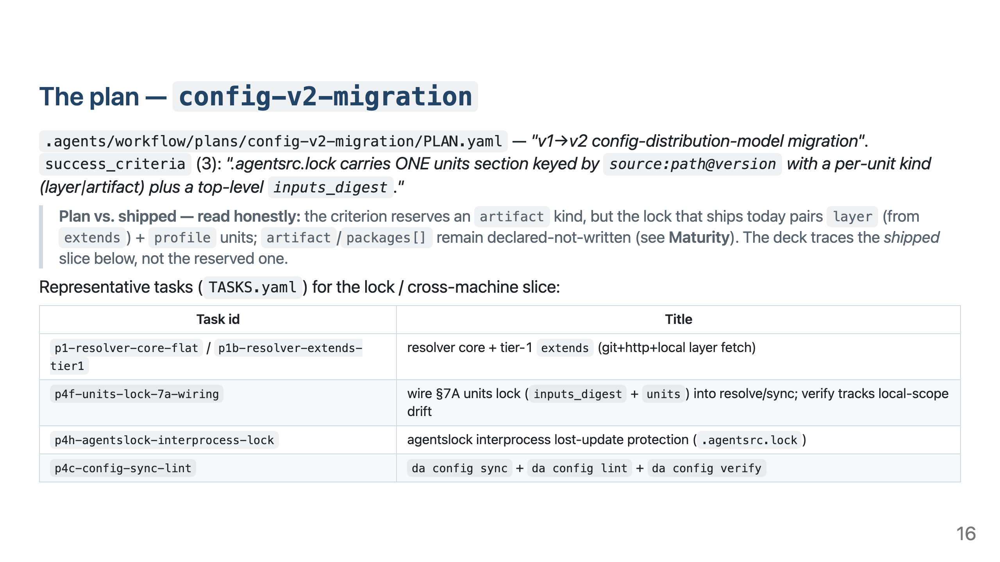 The plan — config-v2-migration
.agents/workflow/plans/config-v2-migration/PLAN.yaml — "v1→v2 config-distribution-model migration".
success_criteria (3): ".agentsrc.lock carries ONE units section keyed by source:path@version with a per-unit kind
(layer|artifact) plus a top-level inputs_digest."
Plan vs. shipped — read honestly: the criterion reserves an artifact kind, but the lock that ships today pairs layer (from
extends) + profile units; artifact/packages[] remain declared-not-written (see Maturity). The deck traces the shipped
slice below, not the reserved one.
Representative tasks (TASKS.yaml) for the lock / cross-machine slice:
Task id Title
p1-resolver-core-flat / p1b-resolver-extends-
tier1
resolver core + tier-1 extends (git+http+local layer fetch)
p4f-units-lock-7a-wiring
wire §7A units lock (inputs_digest + units) into resolve/sync; verify tracks local-scope
drift
p4h-agentslock-interprocess-lock
agentslock interprocess lost-update protection (.agentsrc.lock)
p4c-config-sync-lint
da config sync + da config lint + da config verify
16